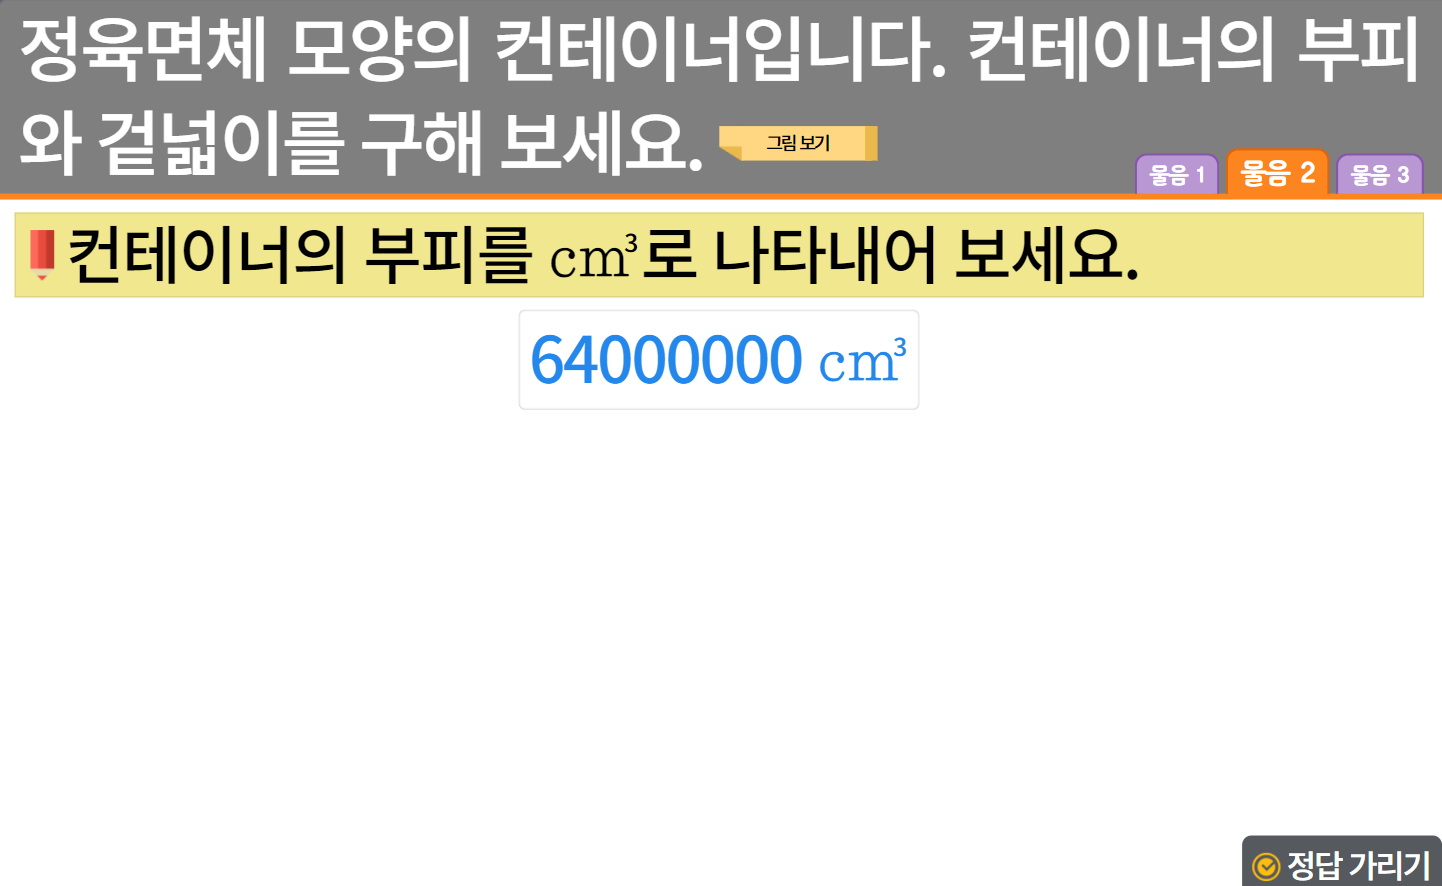 정육면체 모양의 컨테이너입니다. 컨테이너의 부피
와 겉넓이를 구해 보세요. 그림 보기
물음 1 물음 2 물음 3
컨테이너의 부피를 cm³로 나타내어 보세요.
64000000 cm³
정답 가리기